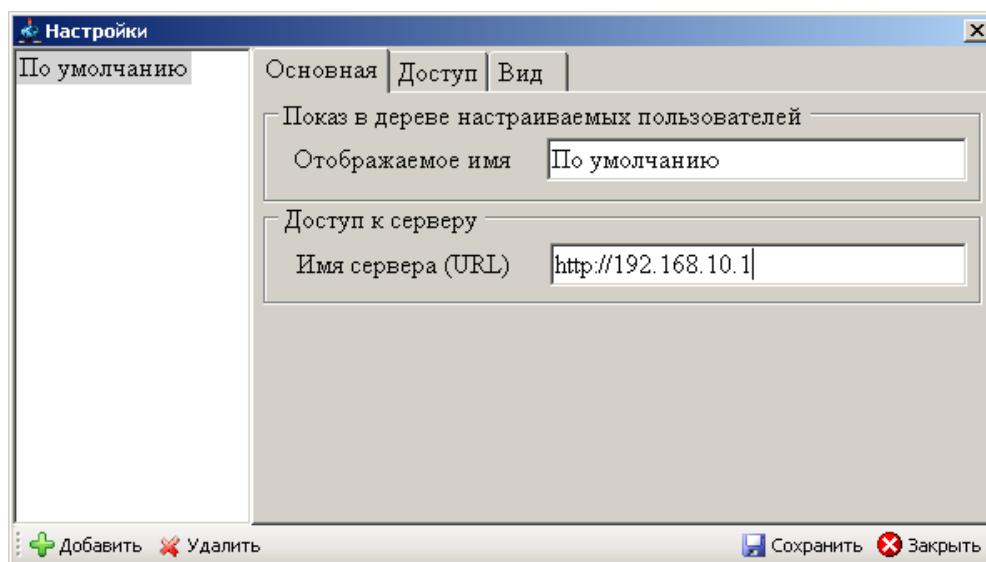 Настройки
По умолчанию
Основная Доступ Вид
Показ в дереве настраиваемых пользователей
Отображаемое имя По умолчанию
Доступ к серверу
Имя сервера (URL) http://192.168.10.1
Добавить Удалить Сохранить Закрыть